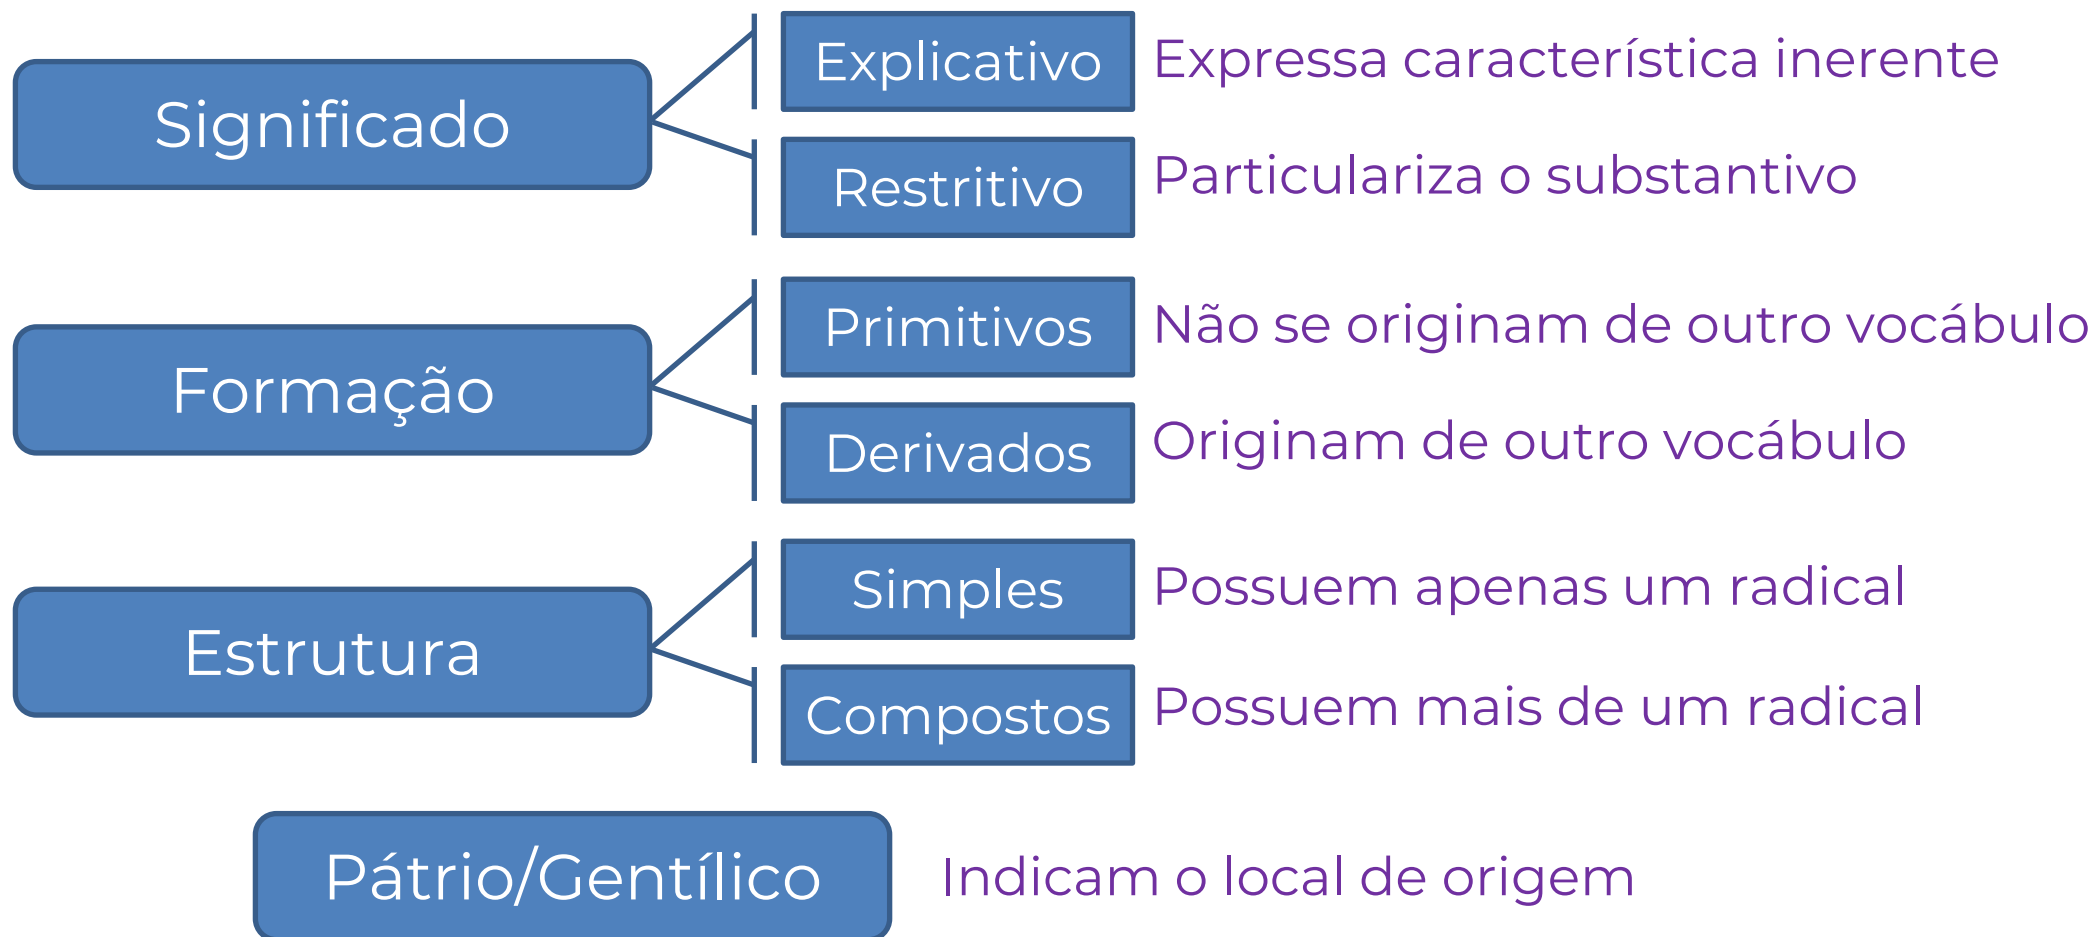 Significado
Explicativo
Expressa característica inerente
Restritivo
Particulariza o substantivo
Formação
Primitivos
Não se originam de outro vocábulo
Derivados
Originam de outro vocábulo
Estrutura
Simples
Possuem apenas um radical
Compostos
Possuem mais de um radical
Pátrio/Gentílico
Indicam o local de origem